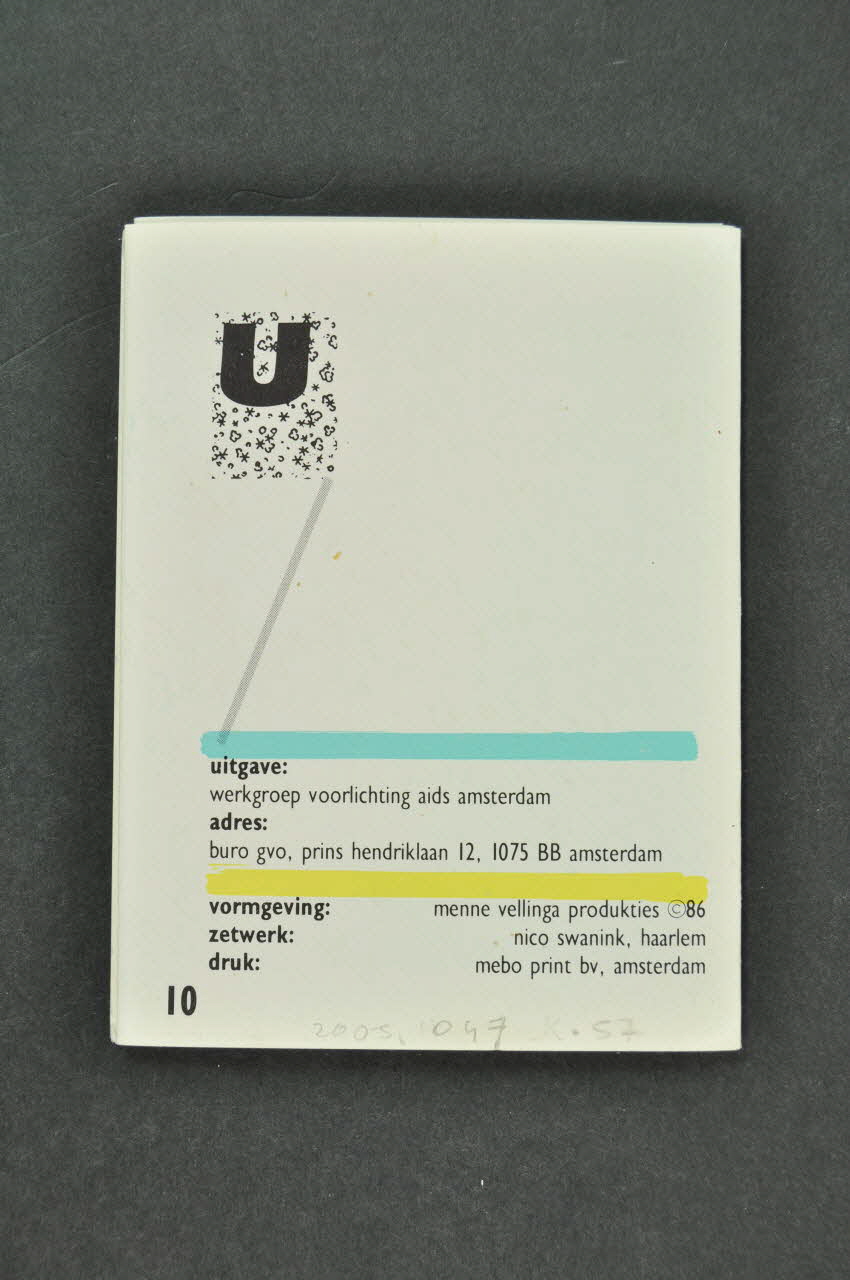 U
uitgave:
werkgroep voorlichting aids amsterdam
adres:
buro gvo, prins hendriklaan 12, 1075 BB amsterdam
vormgeving: menne vellinga produkties ©86
zetwerk: nico swanink, haarlem
druk: mebo print bv, amsterdam
10
2005. 047 K.57